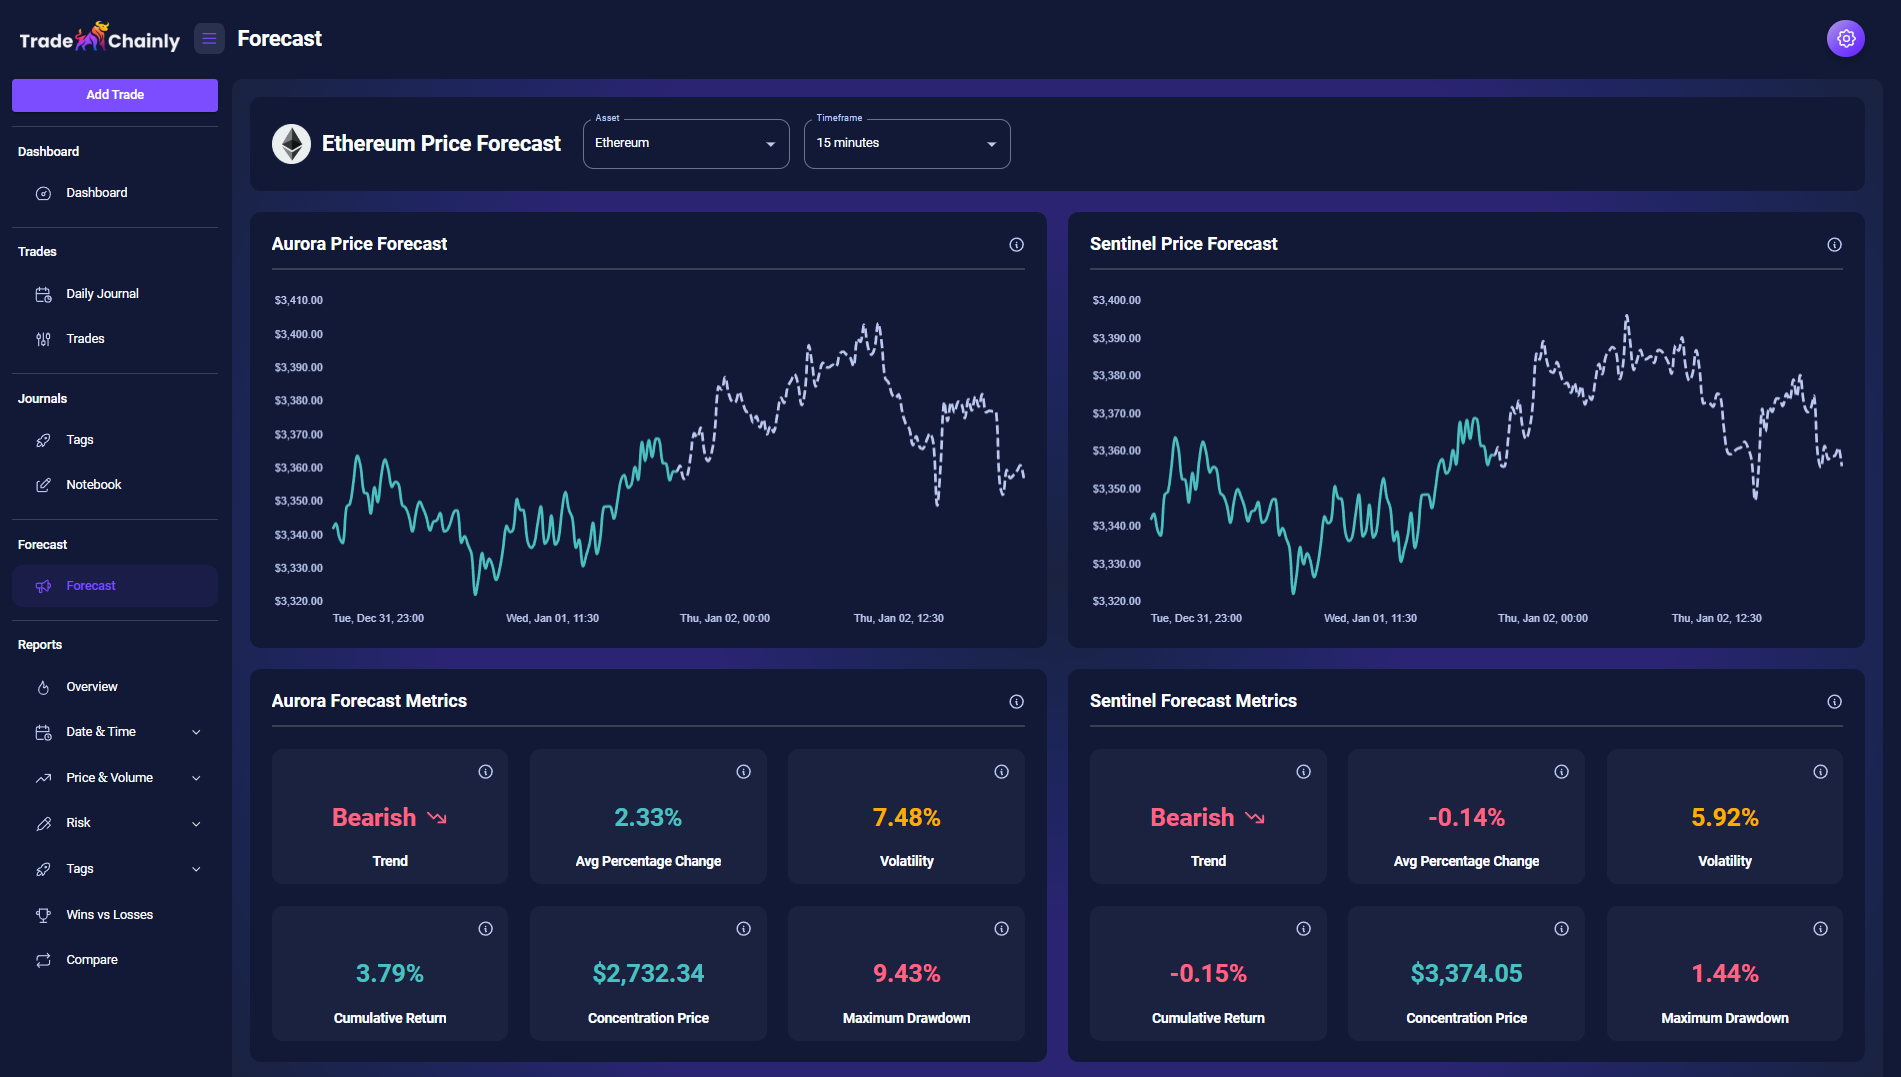 Trade Chainly
Forecast
Add Trade
Dashboard
Dashboard
Trades
Daily Journal
Trades
Journals
Tags
Notebook
Forecast
Forecast
Reports
Overview
Date & Time
Price & Volume
Risk
Tags
Wins vs Losses
Compare
Ethereum Price Forecast
Asset
Ethereum
Timeframe
15 minutes
Aurora Price Forecast
$3,410.00
$3,400.00
$3,390.00
$3,380.00
$3,370.00
$3,360.00
$3,350.00
$3,340.00
$3,330.00
$3,320.00
Tue, Dec 31, 23:00 Wed, Jan 01, 11:30 Thu, Jan 02, 00:00 Thu, Jan 02, 12:30
Sentinel Price Forecast
$3,400.00
$3,390.00
$3,380.00
$3,370.00
$3,360.00
$3,350.00
$3,340.00
$3,330.00
$3,320.00
Tue, Dec 31, 23:00 Wed, Jan 01, 11:30 Thu, Jan 02, 00:00 Thu, Jan 02, 12:30
Aurora Forecast Metrics
Bearish
Trend
2.33%
Avg Percentage Change
7.48%
Volatility
3.79%
Cumulative Return
$2,732.34
Concentration Price
9.43%
Maximum Drawdown
Sentinel Forecast Metrics
Bearish
Trend
-0.14%
Avg Percentage Change
5.92%
Volatility
-0.15%
Cumulative Return
$3,374.05
Concentration Price
1.44%
Maximum Drawdown